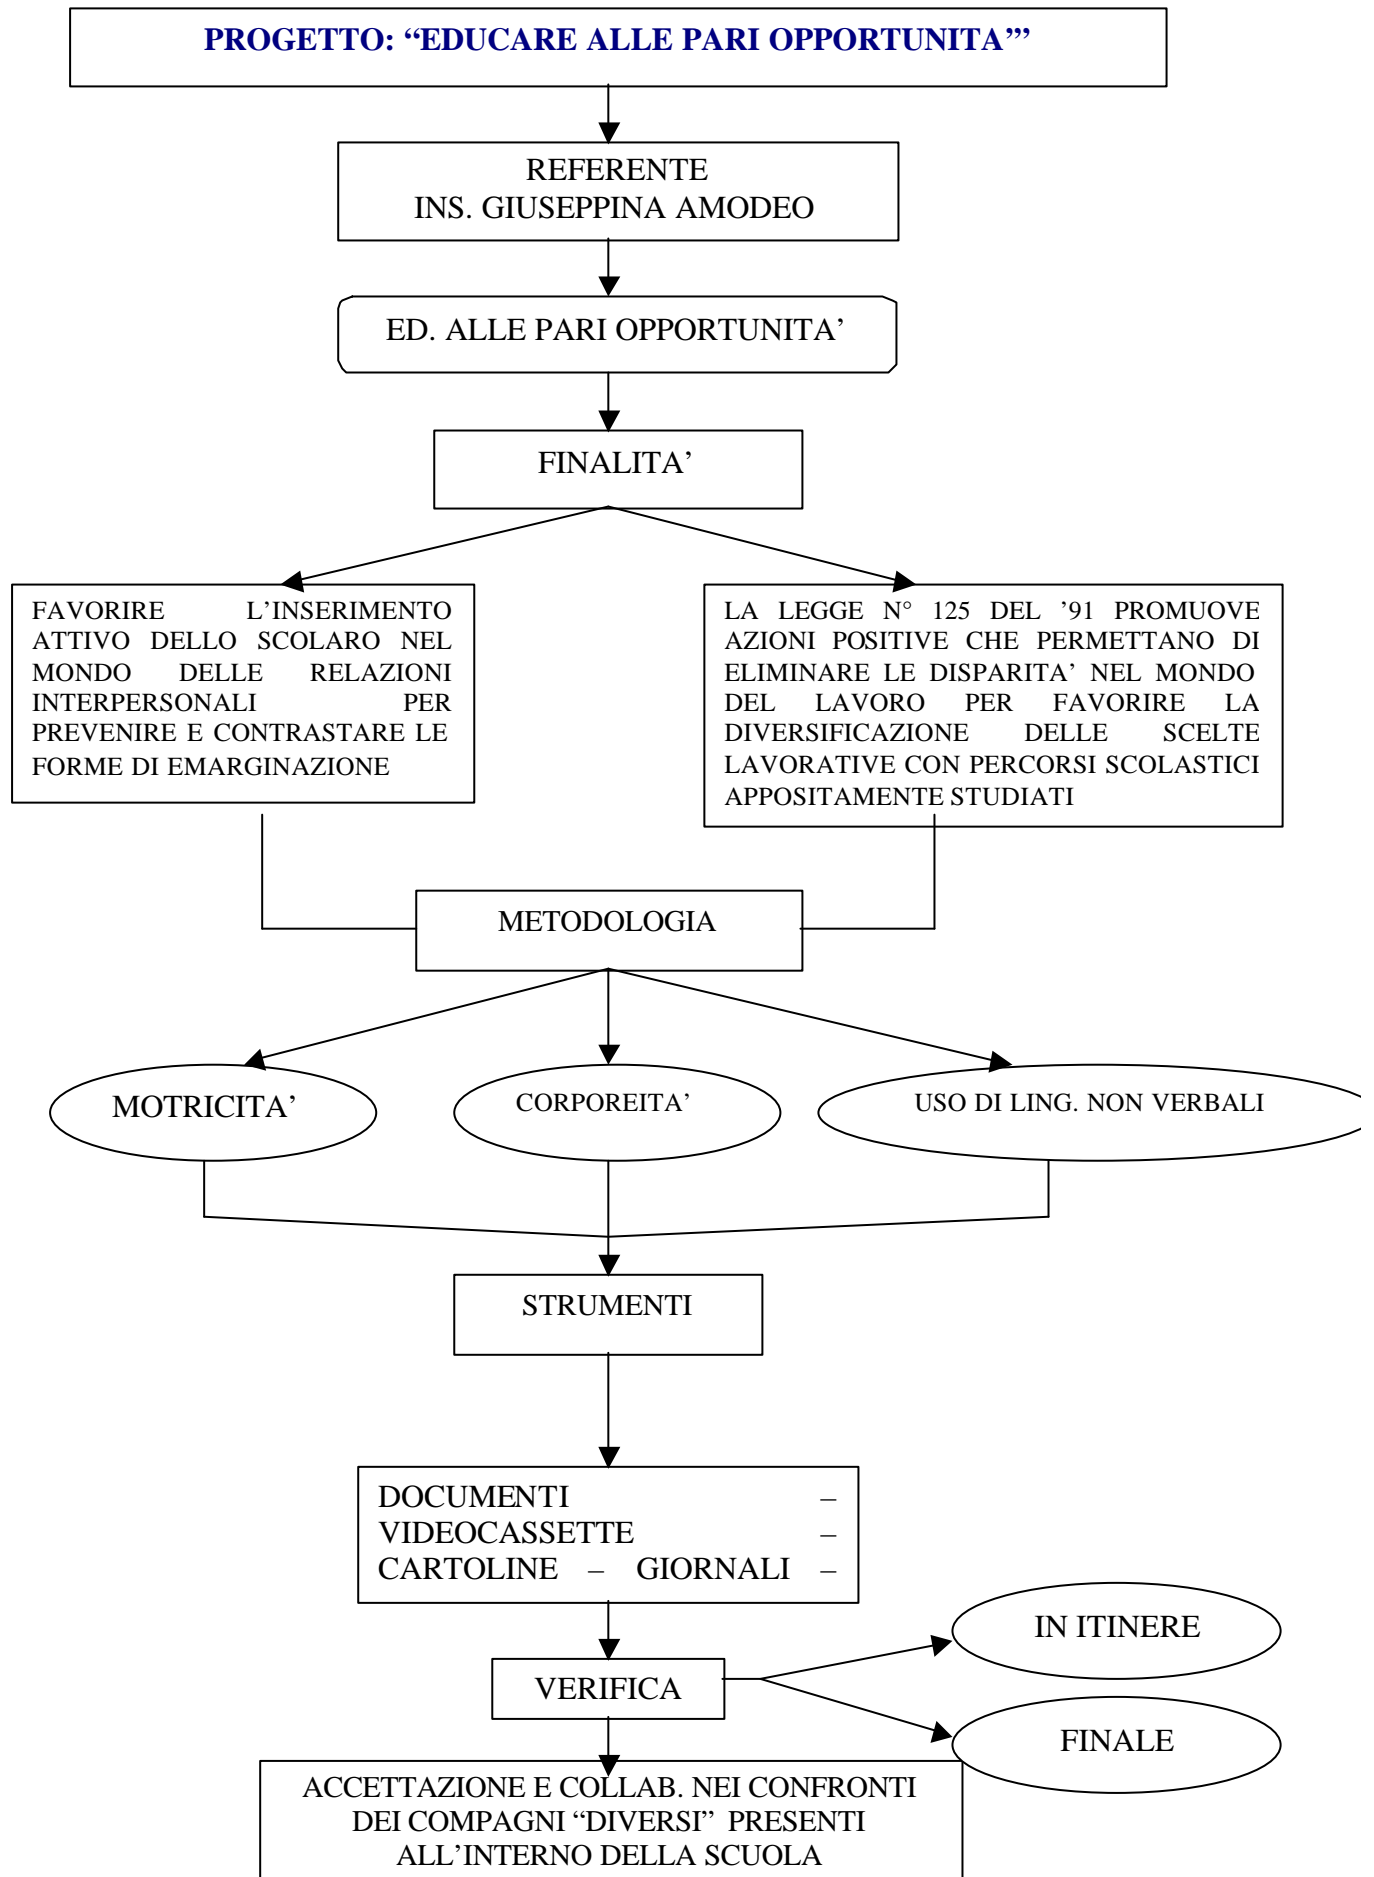 PROGETTO: “EDUCARE ALLE PARI OPPORTUNITA’”
REFERENTE
INS. GIUSEPPINA AMODEO
ED. ALLE PARI OPPORTUNITA’
FINALITA’
FAVORIRE L’INSERIMENTO
ATTIVO DELLO SCOLARO NEL
MONDO DELLE RELAZIONI
INTERPERSONALI PER
PREVENIRE E CONTRASTARE LE
FORME DI EMARGINAZIONE
LA LEGGE N° 125 DEL ’91 PROMUOVE
AZIONI POSITIVE CHE PERMETTANO DI
ELIMINARE LE DISPARITA’ NEL MONDO
DEL LAVORO PER FAVORIRE LA
DIVERSIFICAZIONE DELLE SCELTE
LAVORATIVE CON PERCORSI SCOLASTICI
APPOSITAMENTE STUDIATI
METODOLOGIA
MOTRICITA’
CORPOREITA’
USO DI LING. NON VERBALI
STRUMENTI
DOCUMENTI –
VIDEOCASSETTE –
CARTOLINE – GIORNALI –
IN ITINERE
VERIFICA
FINALE
ACCETTAZIONE E COLLAB. NEI CONFRONTI
DEI COMPAGNI “DIVERSI” PRESENTI
ALL’INTERNO DELLA SCUOLA